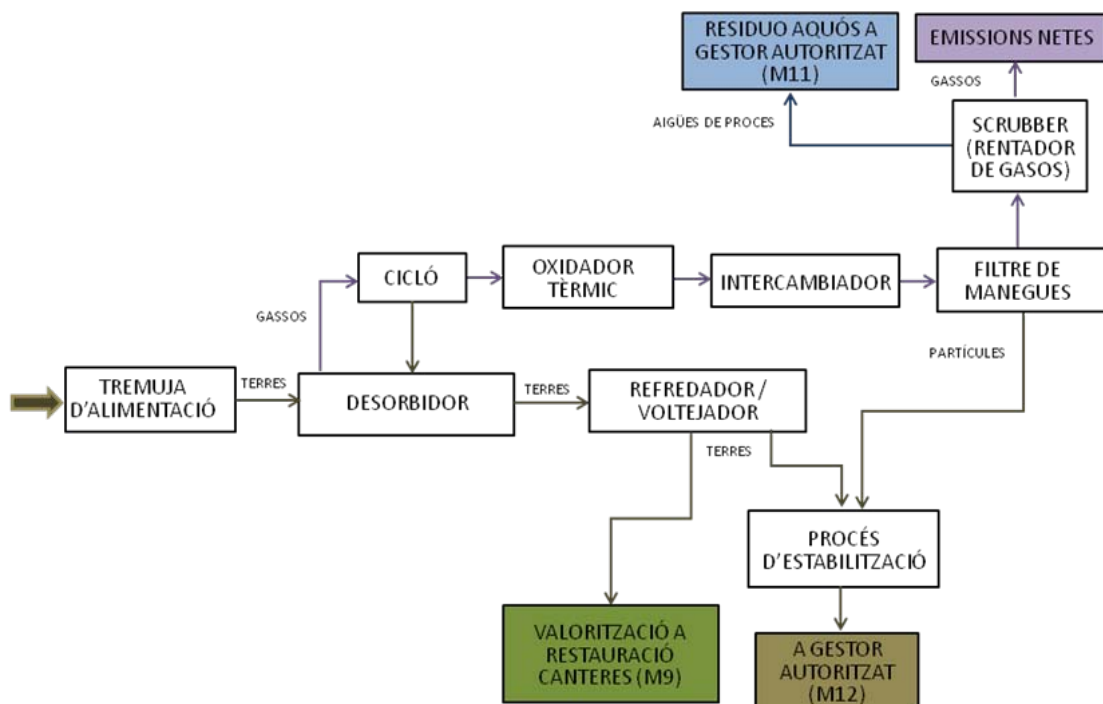 RESIDUO AQUÓS A
GESTOR AUTORITZAT
(M11)
EMISSIONS NETES
GASSOS
AIGÜES DE PROCES
SCRUBBER
(RENTADOR
DE GASOS)
CICLÓ
OXIDADOR
TÈRMIC
INTERCAMBIADOR
FILTRE DE
MANEGUES
GASSOS
PARTÍCULES
TREMUJA
D'ALIMENTACIÓ
TERRES
DESORBIDOR
TERRES
REFREDADOR/
VOLTEJADOR
TERRES
PROCÉS
D'ESTABILITZACIÓ
VALORITZACIÓ A
RESTAURACIÓ
CANTERES (M9)
A GESTOR
AUTORITZAT
(M12)